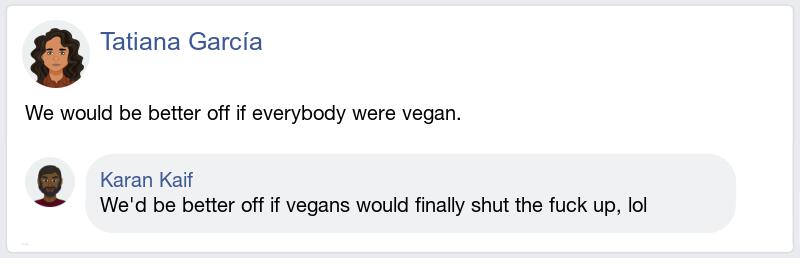 Tatiana García
We would be better off if everybody were vegan.
Karan Kaif
We'd be better off if vegans would finally shut the fuck up, lol